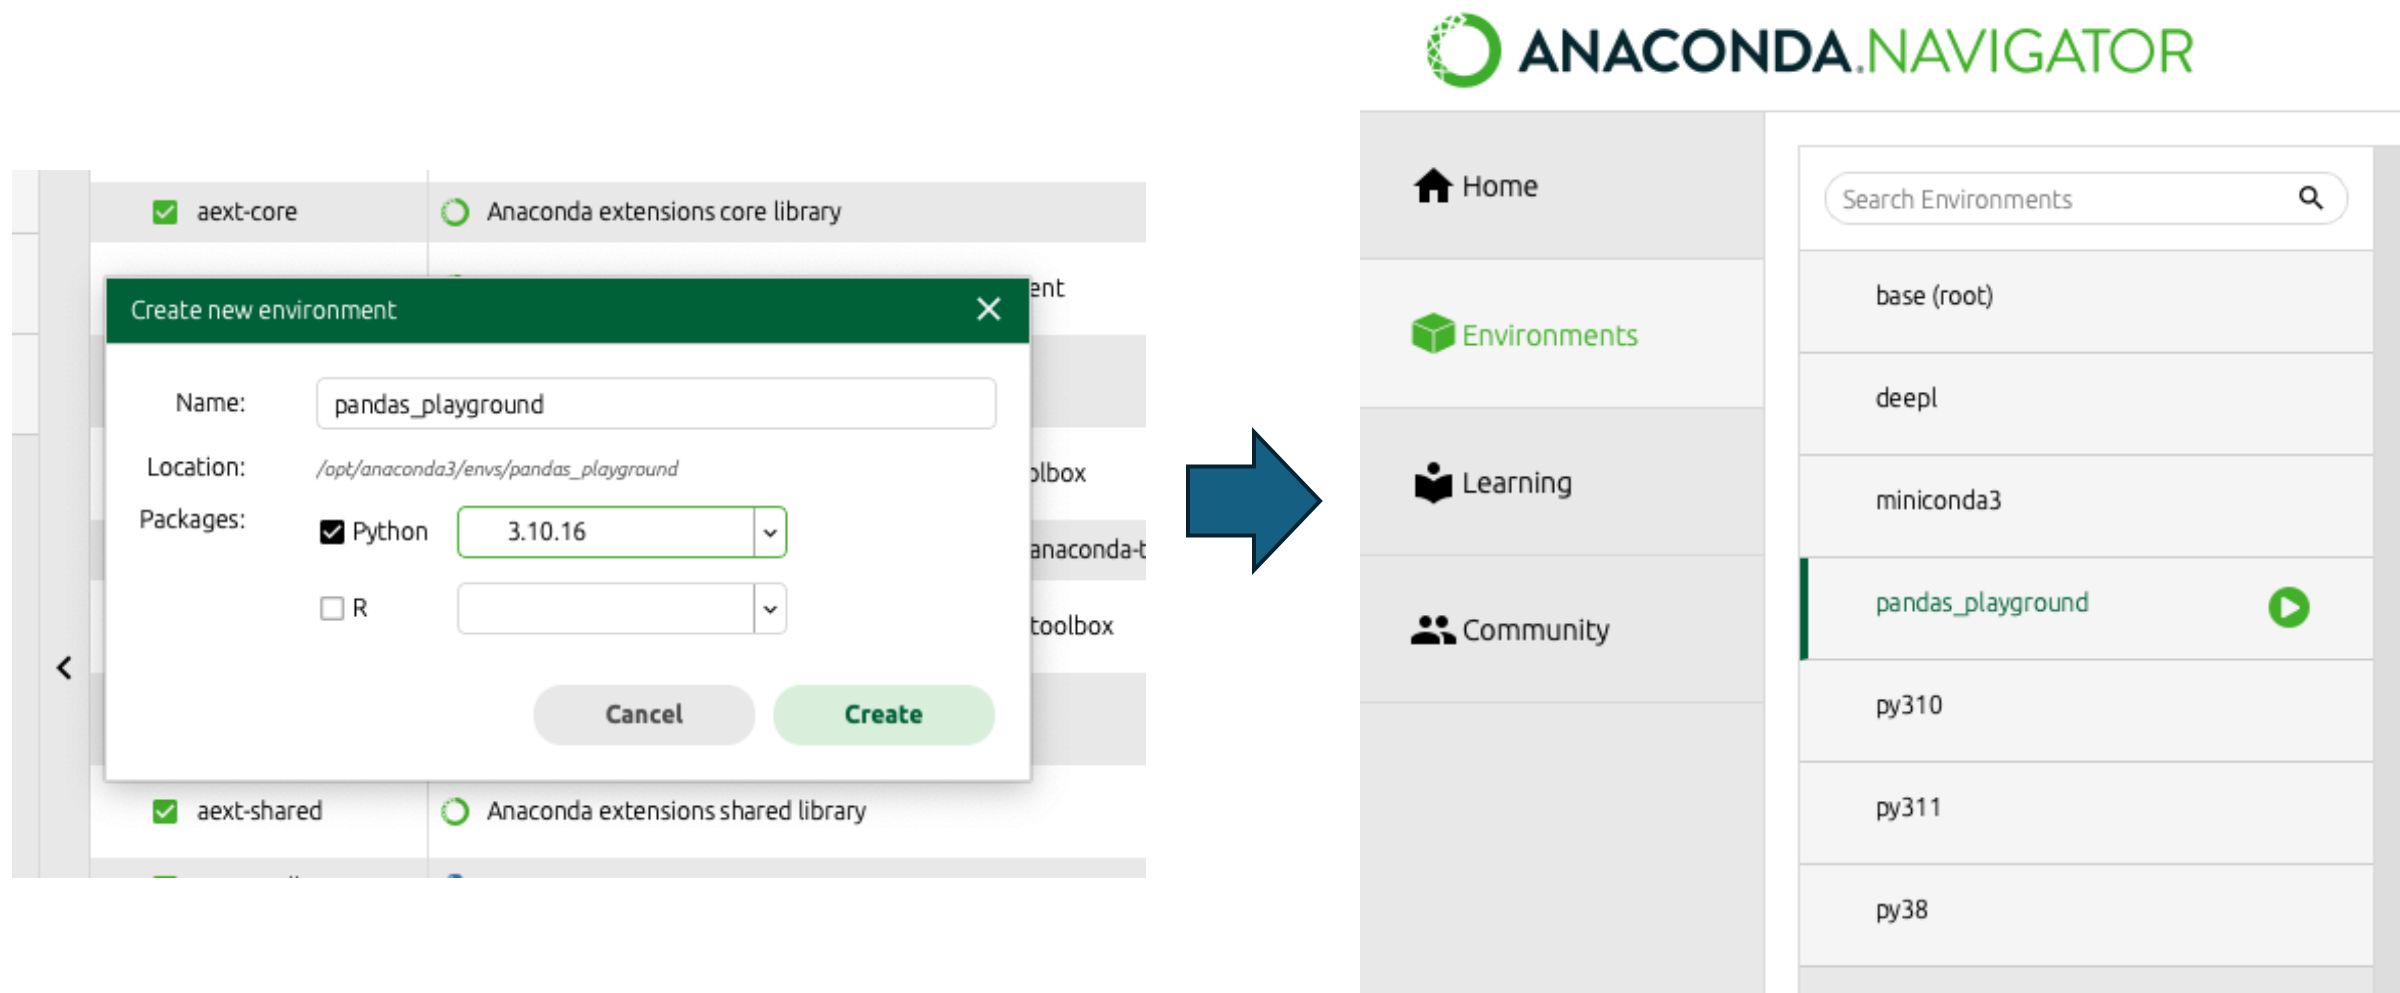 aext-core Anaconda extensions core library
ent
Create new environment
Name: pandas_playground
Location: /opt/anaconda3/envs/pandas_playground
olbox
Packages: Python 3.10.16
anaconda-t
R
toolbox
Cancel Create
aext-shared Anaconda extensions shared library
ANACONDA.NAVIGATOR
Home
Environments
Learning
Community
Search Environments
base (root)
deepl
miniconda3
pandas_playground
py310
py311
py38